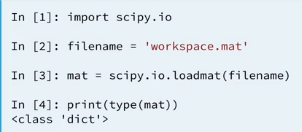 In [1]: import scipy.io
In [2]: filename = 'workspace.mat'
In [3]: mat = scipy.io.loadmat(filename)
In [4]: print(type(mat))
<class 'dict'>